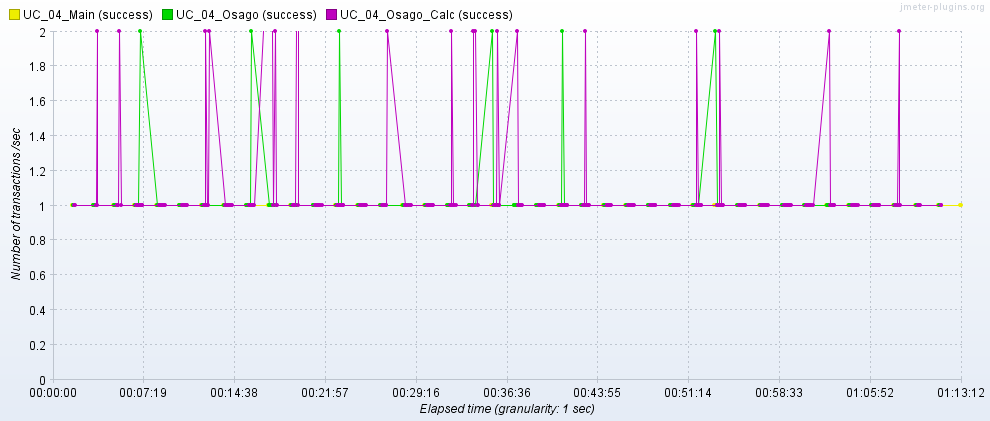 UC_04_Main (success) UC_04_Osago (success) UC_04_Osago_Calc (success)
jmeter-plugins.org
Number of transactions /sec
2
1.8
1.6
1.4
1.2
1
0.8
0.6
0.4
0.2
0
00:00:00 00:07:19 00:14:38 00:21:57 00:29:16 00:36:36 00:43:55 00:51:14 00:58:33 01:05:52 01:13:12
Elapsed time (granularity: 1 sec)